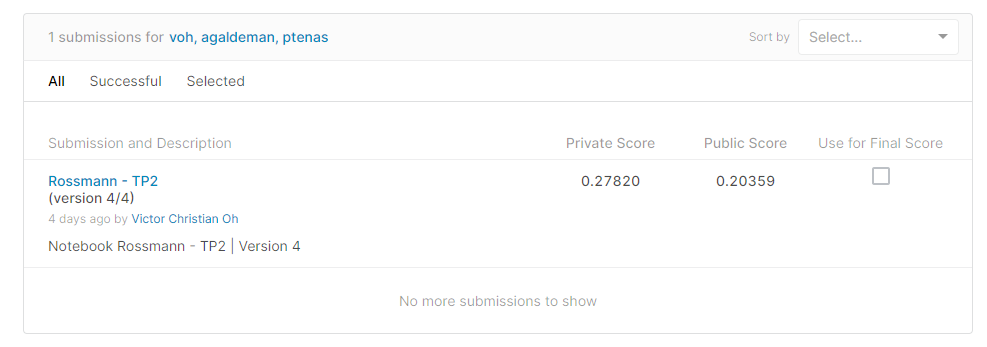 1 submissions for voh, agaldeman, ptenas
Sort by Select...
All Successful Selected
Submission and Description Private Score Public Score Use for Final Score
Rossmann - TP2 0.27820 0.20359
(version 4/4)
4 days ago by Victor Christian Oh
Notebook Rossmann - TP2 | Version 4
No more submissions to show